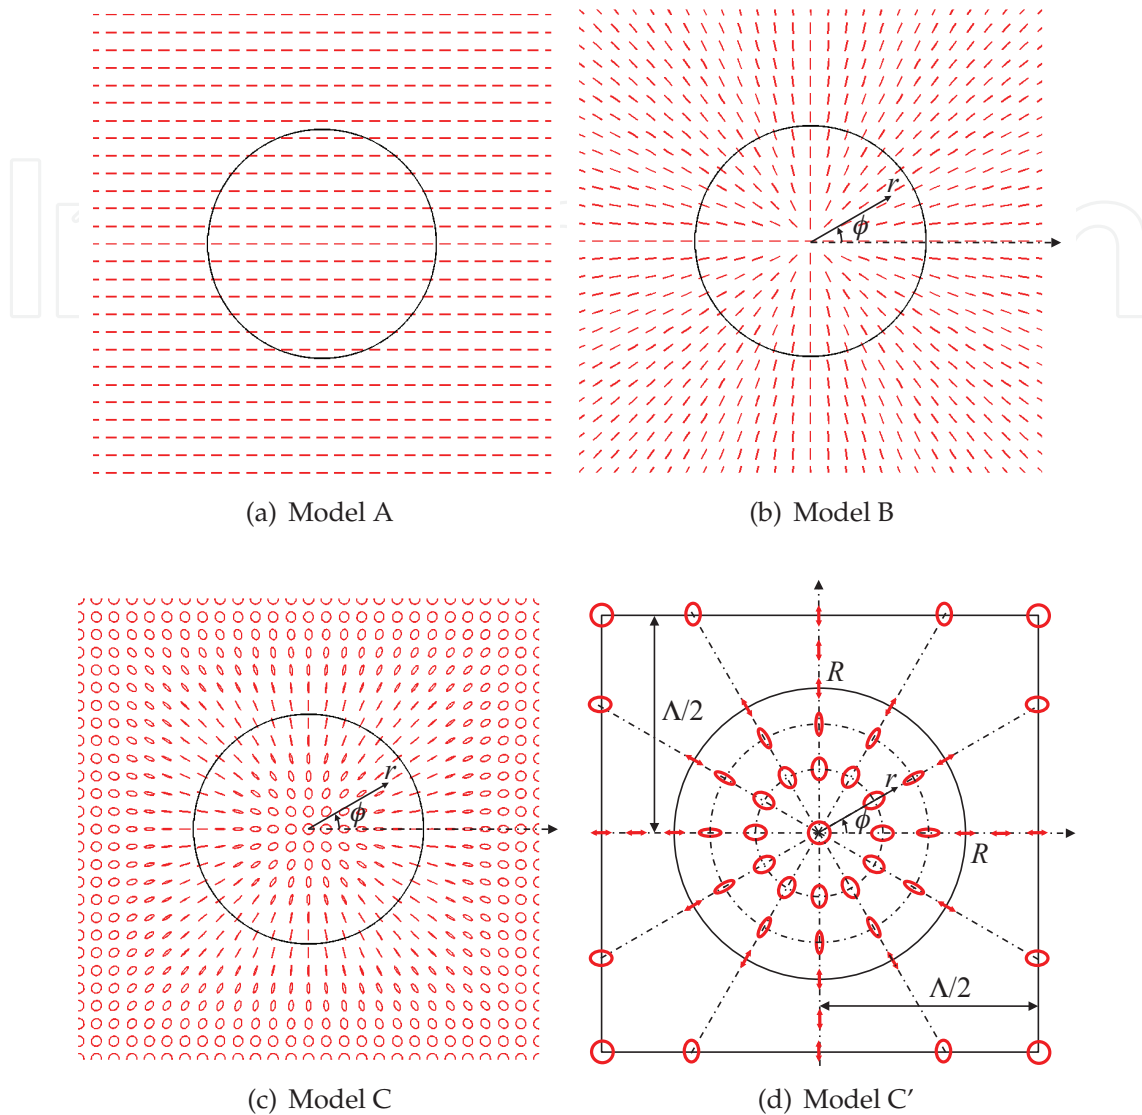 r
ϕ
(a) Model A
(b) Model B
r
ϕ
(c) Model C
R
Λ/2
r
ϕ
R
Λ/2
(d) Model C′